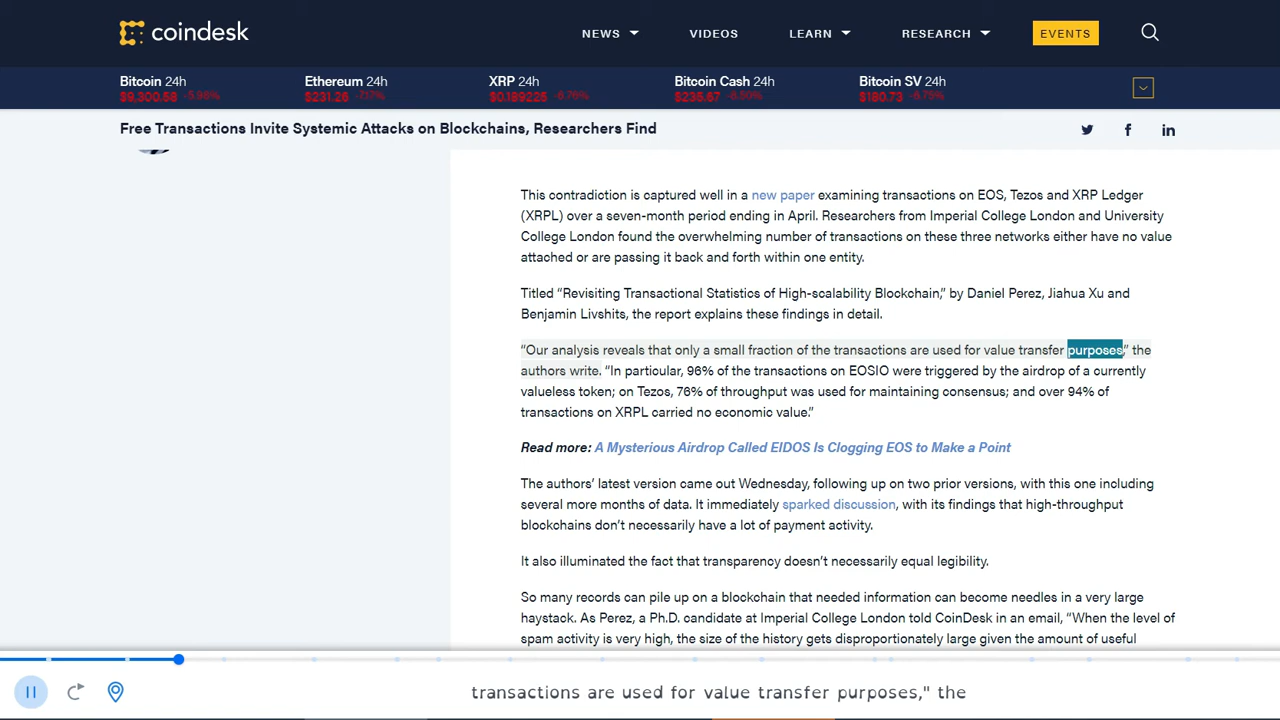 coindesk
NEWS VIDEOS LEARN RESEARCH EVENTS
Bitcoin 24h Ethereum 24h XRP 24h Bitcoin Cash 24h Bitcoin SV 24h
$9,300.58 -5.98% $231.26 -7.17% $0.189225 -6.76% $235.67 -6.50% $180.73 -6.75%
Free Transactions Invite Systemic Attacks on Blockchains, Researchers Find
This contradiction is captured well in a new paper examining transactions on EOS, Tezos and XRP Ledger
(XRPL) over a seven-month period ending in April. Researchers from Imperial College London and University
College London found the overwhelming number of transactions on these three networks either have no value
attached or are passing it back and forth within one entity.
Titled “Revisiting Transactional Statistics of High-scalability Blockchain,” by Daniel Perez, Jiahua Xu and
Benjamin Livshits, the report explains these findings in detail.
“Our analysis reveals that only a small fraction of the transactions are used for value transfer purposes,” the
authors write. “In particular, 96% of the transactions on EOSIO were triggered by the airdrop of a currently
valueless token; on Tezos, 76% of throughput was used for maintaining consensus; and over 94% of
transactions on XRPL carried no economic value.”
Read more: A Mysterious Airdrop Called EIDOS Is Clogging EOS to Make a Point
The authors’ latest version came out Wednesday, following up on two prior versions, with this one including
several more months of data. It immediately sparked discussion, with its findings that high-throughput
blockchains don’t necessarily have a lot of payment activity.
It also illuminated the fact that transparency doesn’t necessarily equal legibility.
So many records can pile up on a blockchain that needed information can become needles in a very large
haystack. As Perez, a Ph.D. candidate at Imperial College London told CoinDesk in an email, “When the level of
spam activity is very high, the size of the history gets disproportionately large given the amount of useful
transactions are used for value transfer purposes," the